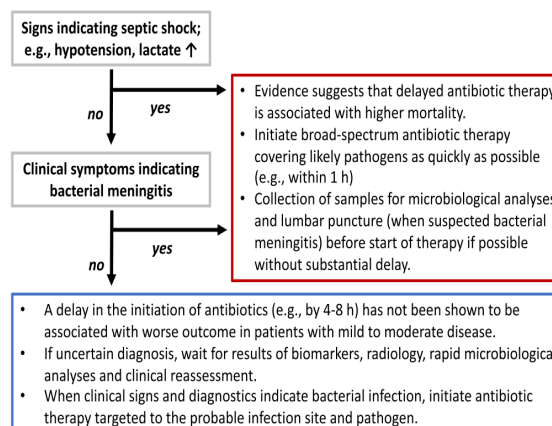 Signs indicating septic shock;
e.g., hypotension, lactate ↑
no
yes
• Evidence suggests that delayed antibiotic therapy
is associated with higher mortality.
• Initiate broad-spectrum antibiotic therapy
covering likely pathogens as quickly as possible
(e.g., within 1 h)
• Collection of samples for microbiological analyses
and lumbar puncture (when suspected bacterial
meningitis) before start of therapy if possible
without substantial delay.
Clinical symptoms indicating
bacterial meningitis
yes
no
• A delay in the initiation of antibiotics (e.g., by 4-8 h) has not been shown to be
associated with worse outcome in patients with mild to moderate disease.
• If uncertain diagnosis, wait for results of biomarkers, radiology, rapid microbiologica
analyses and clinical reassessment.
• When clinical signs and diagnostics indicate bacterial infection, initiate antibiotic
therapy targeted to the probable infection site and pathogen.